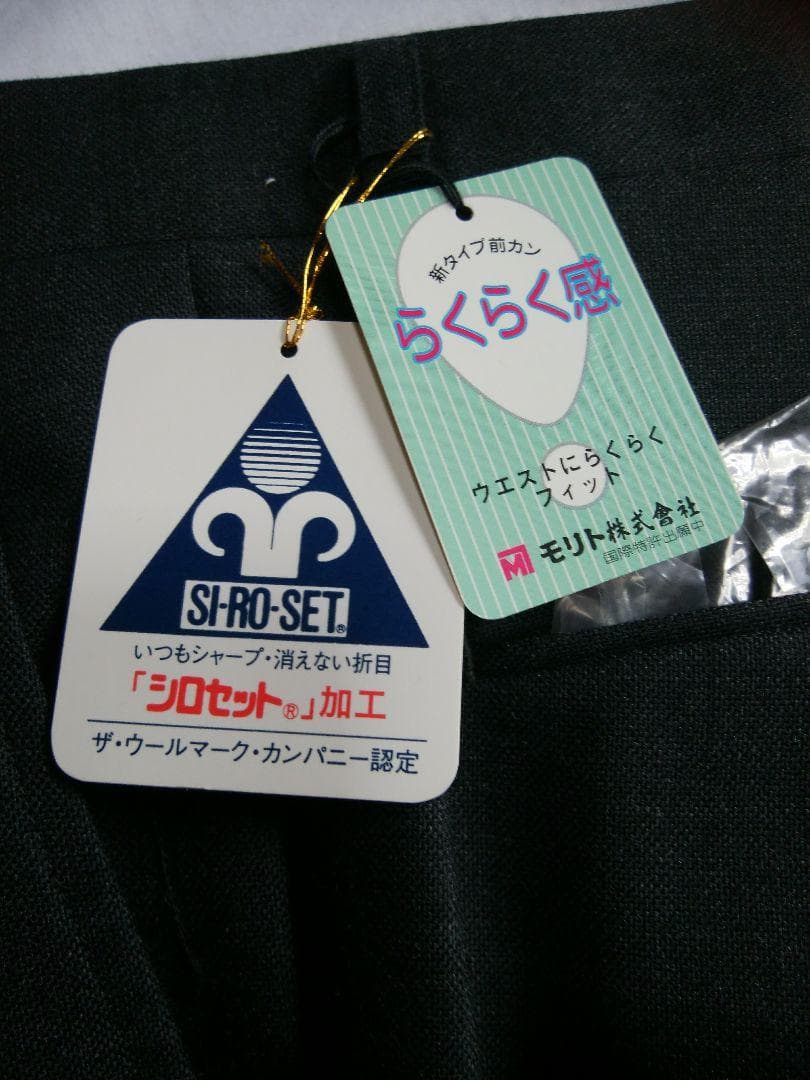 SI-RO-SET®
いつもシャープ・消えない折目
「シロセット®」加工
ザ・ウールマーク・カンパニー認定
新タイプ前カン
らくらく感
ウエストにらくらく
フィット
M モリト株式會社
国際特許出願中